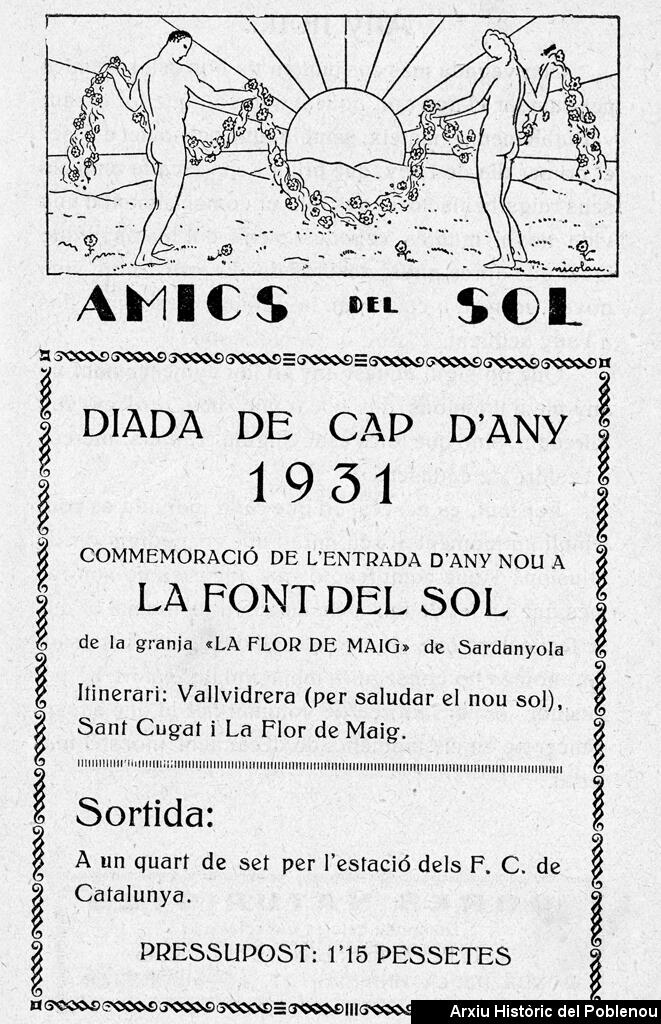 nicolau.
AMICS DEL SOL
DIADA DE CAP D'ANY
1931
COMMEMORACIÓ DE L'ENTRADA D'ANY NOU A
LA FONT DEL SOL
de la granja «LA FLOR DE MAIG» de Sardanyola
Itinerari: Vallvidrera (per saludar el nou sol),
Sant Cugat i La Flor de Maig.
Sortida:
A un quart de set per l'estació dels F. C. de
Catalunya.
PRESSUPOST: 1'15 PESSETES
Arxiu Històric del Poblenou